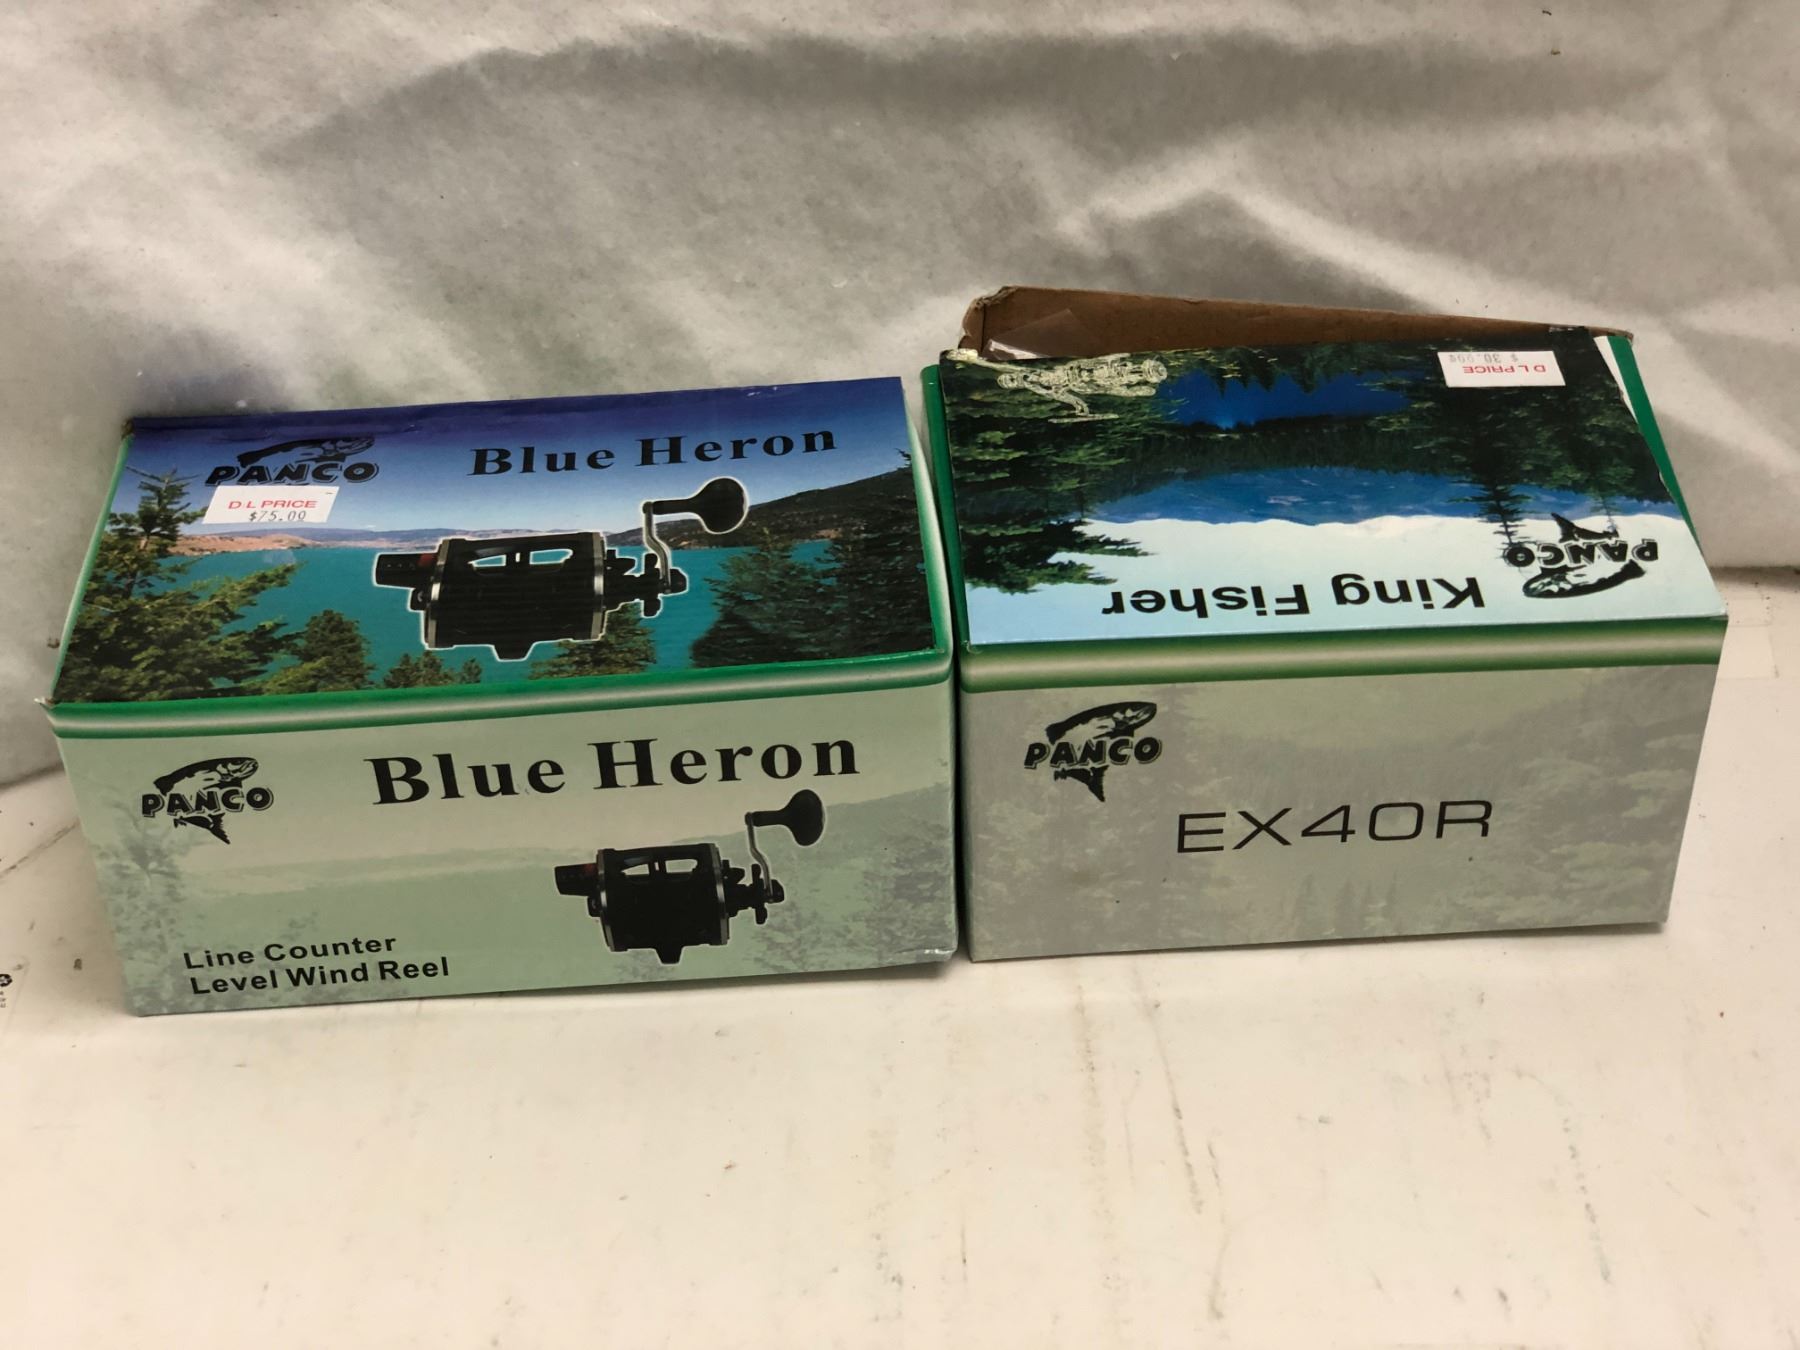 PANCO
Blue Heron
D L PRICE
$75.00
PANCO
Blue Heron
Line Counter
Level Wind Reel
D L PRICE
PANCO
King Fisher
PANCO
EX40R